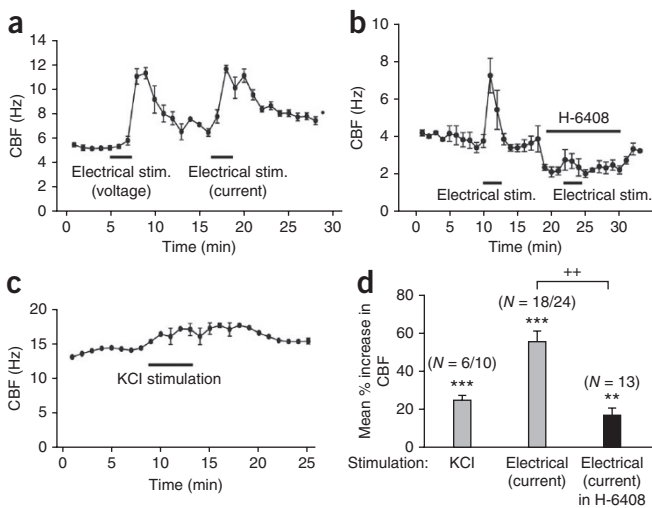 a
14
12
10
8
6
4
2
0
CBF (Hz)
Electrical stim.
(voltage)
Electrical stim.
(current)
*
0 5 10 15 20 25 30
Time (min)
b
10
8
6
4
2
0
CBF (Hz)
H-6408
Electrical stim.
Electrical stim.
0 10 20 30
Time (min)
c
20
15
10
5
0
CBF (Hz)
KCl stimulation
0 5 10 15 20 25
Time (min)
d
++
80
60
40
20
0
Mean % increase in
CBF
(N = 6/10)
***
(N = 18/24)
***
(N = 13)
**
Stimulation:
KCl
Electrical
(current)
Electrical
(current)
in H-6408